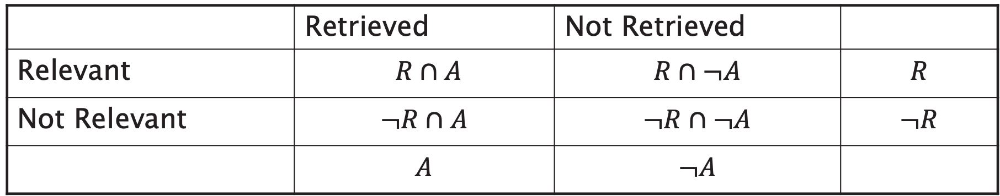 Retrieved Not Retrieved
Relevant R ∩ A R ∩ ¬A R
Not Relevant ¬R ∩ A ¬R ∩ ¬A ¬R
A ¬A